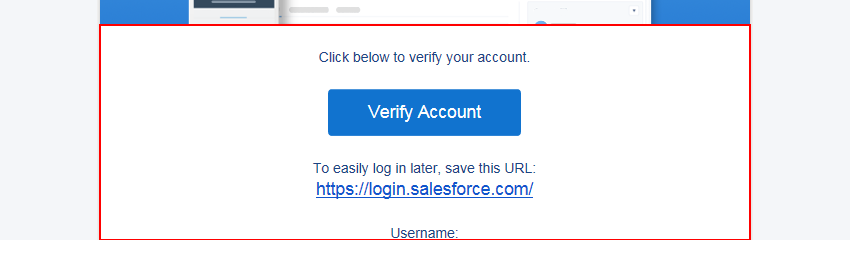 Click below to verify your account.
Verify Account
To easily log in later, save this URL:
https://login.salesforce.com/
Username: